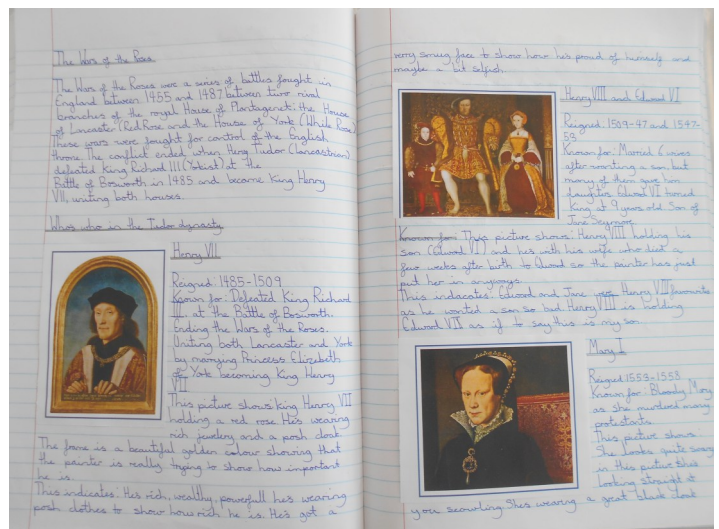 The Wars of the Roses
The Wars of the Roses were a series of battles fought in
England between 1455 and 1487 between two rival
branches of the royal House of Plantagenet: the House
of Lancaster (Red Rose and the House of York (White Rose)
These wars were fought for control of the English
throne. The conflict ended when Henry Tudor (Lancastrian)
defeated King Richard III (Yorkist) at the
Battle of Bosworth in 1485 and became King Henry
VII, uniting both houses.
Who's who in the Tudor dynasty
Henry VII
Reigned: 1485-1509
Known for: Defeated King Richard
III. at the Battle of Bosworth
Ending the Wars of the Roses.
Uniting both Lancaster and York
by marrying Princess Elizabeth
of York becoming King Henry
VII
This picture shows: king Henry VII
holding a red rose. He's wearing
rich jewlery and a posh cloak
The frame is a beautiful golden colour showing that
the painter is really trying to show how important
he is.
This indicates: He's rich, wealthy, powerfull he's wearing
posh clothes to show how rich he is. He's got a
very smug face to show how he's proud of himself and
maybe a bit selfish.
Henry VIII and Edward VI
Reigned: 1509-47 and 1547-
53
Known for: Married 6 wives
after wanting a son but
many of them gave him
daughters Edward VI turned
King at 9 years old Son of
Jane Seymore
Known for: This picture shows: Henry VIII holding his
son (Edward VI) and his with his wife who died a
few weeks after birth to Edward so the painter has just
put her in anyways
This indacates: Edward and Jane were Henry VIII favourite
as he wanted a son so bad Henry VIII is holding
Edward VII as if to say this is my son
Mary I
Reigned 1553-1558
Known for: Bloody Mary
as she murdred many
protestants
This picture shows:
She looks quite scary
in this picture she's
looking straight at
you scowling. She's wearing a great black cloak